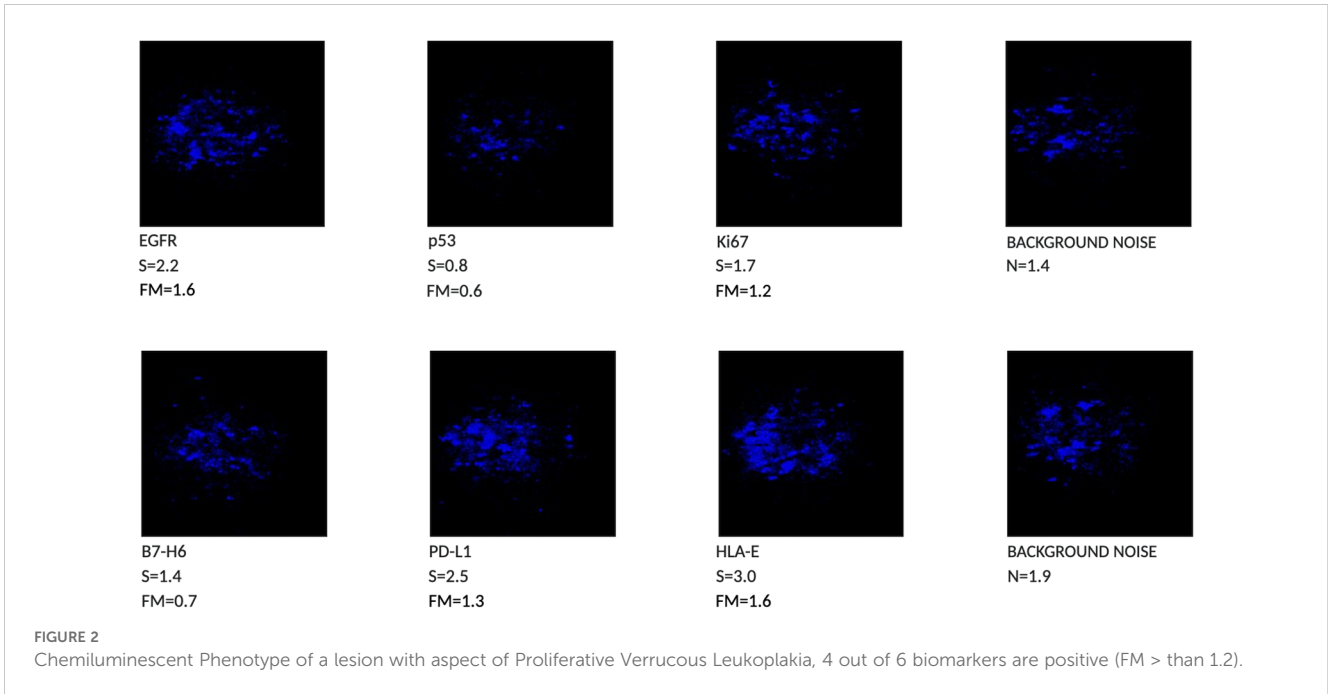 EGFR
S=2.2
FM=1.6
p53
S=0.8
FM=0.6
Ki67
S=1.7
FM=1.2
BACKGROUND NOISE
N=1.4
B7-H6
S=1.4
FM=0.7
PD-L1
S=2.5
FM=1.3
HLA-E
S=3.0
FM=1.6
BACKGROUND NOISE
N=1.9
FIGURE 2
Chemiluminescent Phenotype of a lesion with aspect of Proliferative Verrucous Leukoplakia, 4 out of 6 biomarkers are positive (FM > than 1.2).